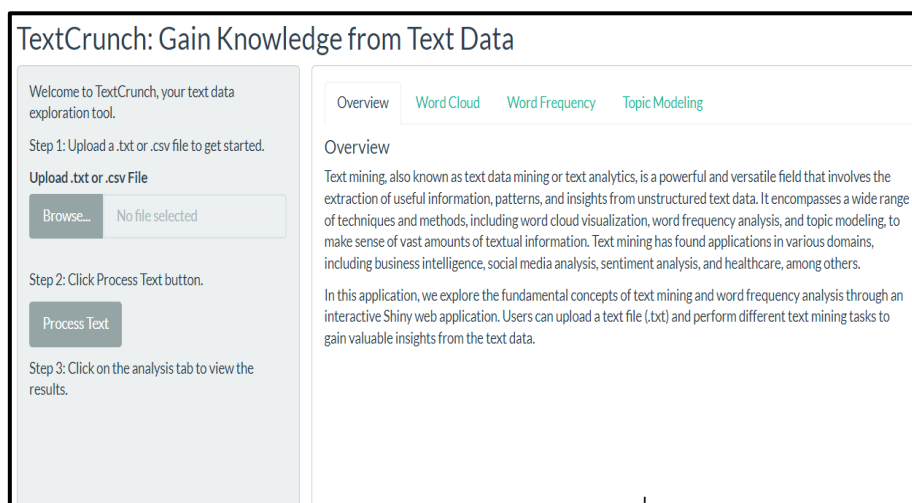 TextCrunch: Gain Knowledge from Text Data
Welcome to TextCrunch, your text data
exploration tool.
Step 1: Upload a .txt or .csv file to get started.
Upload .txt or .csv File
Browse... No file selected
Step 2: Click Process Text button.
Process Text
Step 3: Click on the analysis tab to view the
results.
Overview Word Cloud Word Frequency Topic Modeling
Overview
Text mining, also known as text data mining or text analytics, is a powerful and versatile field that involves the
extraction of useful information, patterns, and insights from unstructured text data. It encompasses a wide range
of techniques and methods, including word cloud visualization, word frequency analysis, and topic modeling, to
make sense of vast amounts of textual information. Text mining has found applications in various domains,
including business intelligence, social media analysis, sentiment analysis, and healthcare, among others.
In this application, we explore the fundamental concepts of text mining and word frequency analysis through an
interactive Shiny web application. Users can upload a text file (.txt) and perform different text mining tasks to
gain valuable insights from the text data.